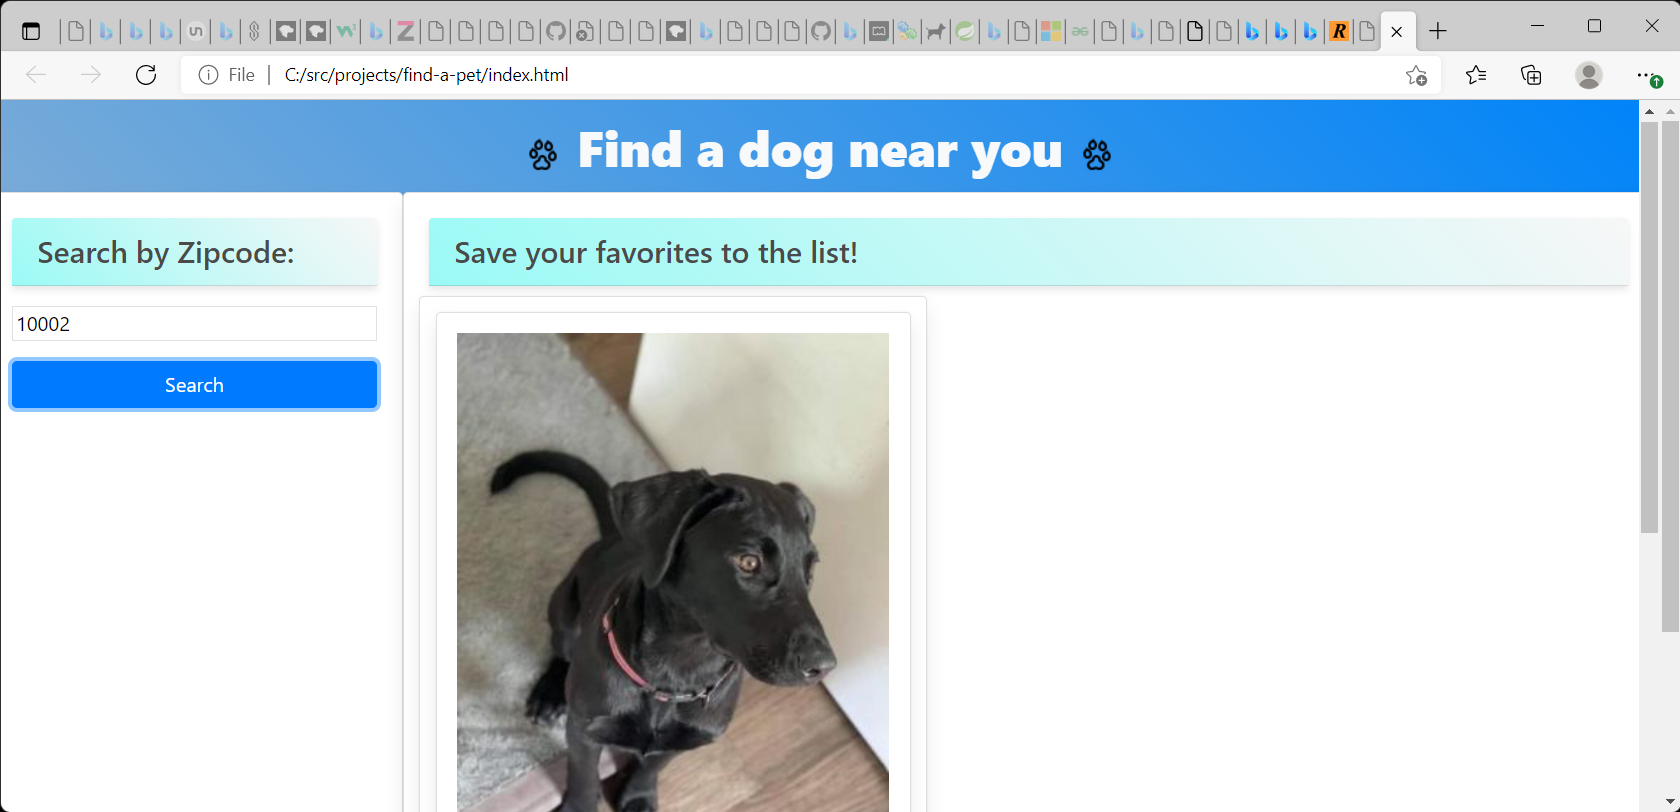 File | C:/src/projects/find-a-pet/index.html
Find a dog near you
Search by Zipcode:
10002
Search
Save your favorites to the list!